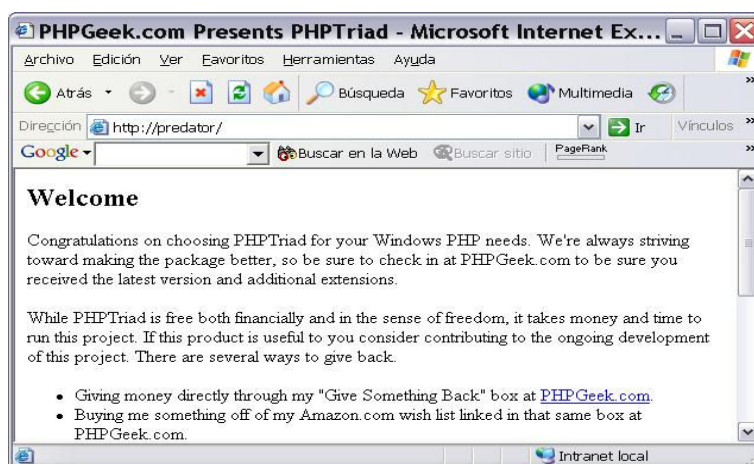 PHPGeek.com Presents PHPTriad - Microsoft Internet Ex...
Archivo Edición Ver Favoritos Herramientas Ayuda
Atrás Búsqueda Favoritos Multimedia
Dirección http://predator/ Ir Vínculos »
Google Buscar en la Web Buscar sitio PageRank »
Welcome
Congratulations on choosing PHPTriad for your Windows PHP needs. We're always striving
toward making the package better, so be sure to check in at PHPGeek.com to be sure you
received the latest version and additional extensions.
While PHPTriad is free both financially and in the sense of freedom, it takes money and time to
run this project. If this product is useful to you consider contributing to the ongoing development
of this project. There are several ways to give back.
• Giving money directly through my "Give Something Back" box at PHPGeek.com.
• Buying me something off of my Amazon.com wish list linked in that same box at
PHPGeek.com.
Intranet local